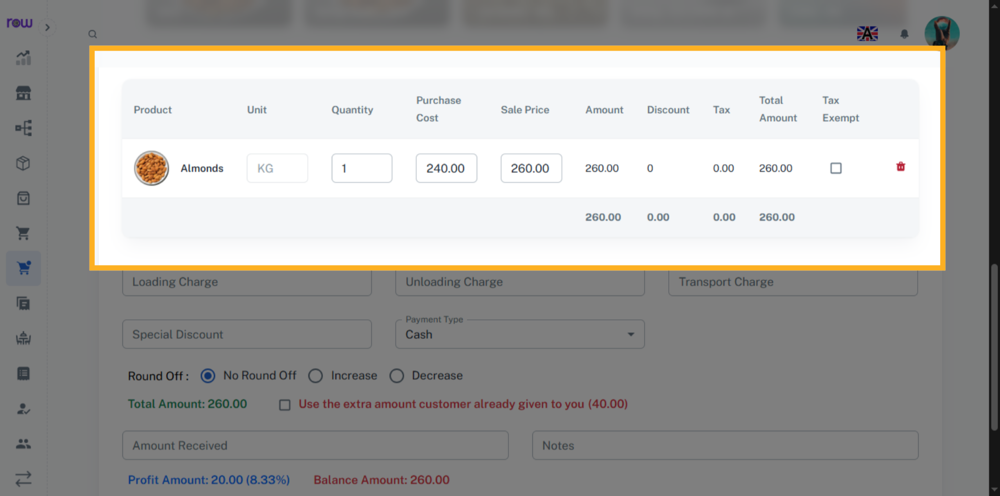 row
A
Product Unit Quantity Purchase Cost Sale Price Amount Discount Tax Total Amount Tax Exempt
Almonds KG 1 240.00 260.00 260.00 0 0.00 260.00
260.00 0.00 0.00 260.00
Loading Charge Unloading Charge Transport Charge
Payment Type
Special Discount Cash
Round Off : No Round Off Increase Decrease
Total Amount: 260.00 Use the extra amount customer already given to you (40.00)
Amount Received Notes
Profit Amount: 20.00 (8.33%) Balance Amount: 260.00